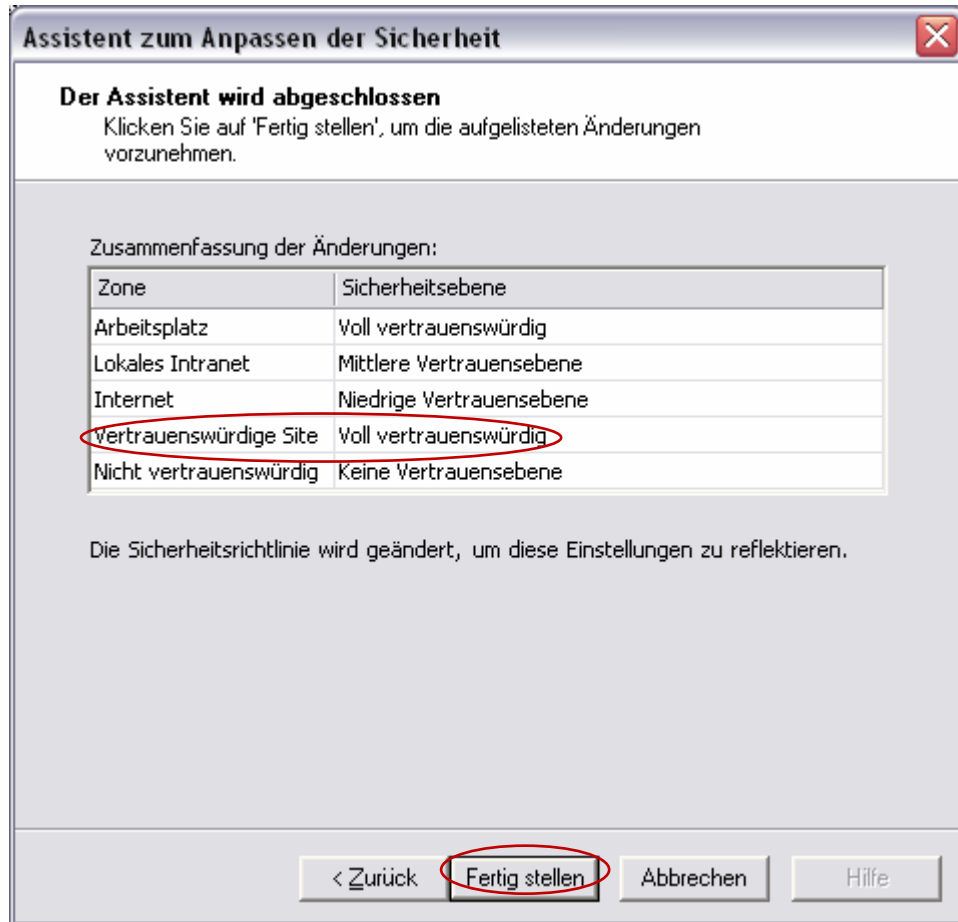 Assistent zum Anpassen der Sicherheit
Der Assistent wird abgeschlossen
Klicken Sie auf 'Fertig stellen', um die aufgelisteten Änderungen
vorzunehmen.
Zusammenfassung der Änderungen:
Zone Sicherheitsebene
Arbeitsplatz Voll vertrauenswürdig
Lokales Intranet Mittlere Vertrauensebene
Internet Niedrige Vertrauensebene
Vertrauenswürdige Site Voll vertrauenswürdig
Nicht vertrauenswürdig Keine Vertrauensebene
Die Sicherheitsrichtlinie wird geändert, um diese Einstellungen zu reflektieren.
< Zurück Fertig stellen Abbrechen Hilfe